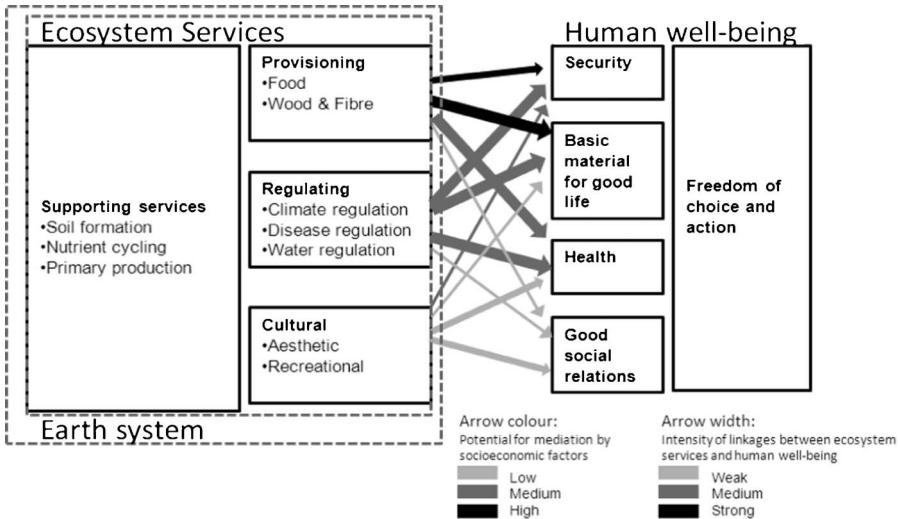 Ecosystem Services
Supporting services
•Soil formation
•Nutrient cycling
•Primary production
Provisioning
•Food
•Wood & Fibre
Regulating
•Climate regulation
•Disease regulation
•Water regulation
Cultural
•Aesthetic
•Recreational
Earth system
Human well-being
Security
Basic
material
for good
life
Health
Good
social
relations
Freedom of
choice and
action
Arrow colour:
Potential for mediation by
socioeconomic factors
Low
Medium
High
Arrow width:
Intensity of linkages between ecosystem
services and human well-being
Weak
Medium
Strong